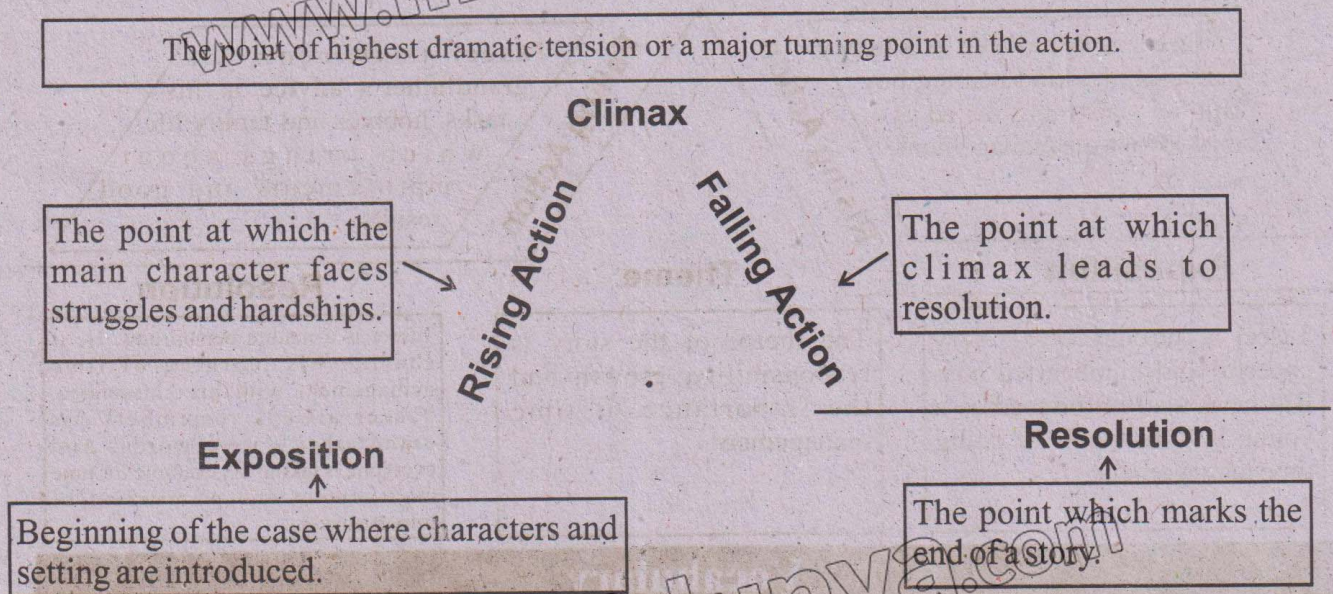 The point of highest dramatic tension or a major turning point in the action.
Climax
The point at which the
main character faces
struggles and hardships.
Rising Action
Falling Action
The point at which
climax leads to
resolution.
Exposition
Resolution
Beginning of the case where characters and
setting are introduced.
The point which marks the
end of a story.